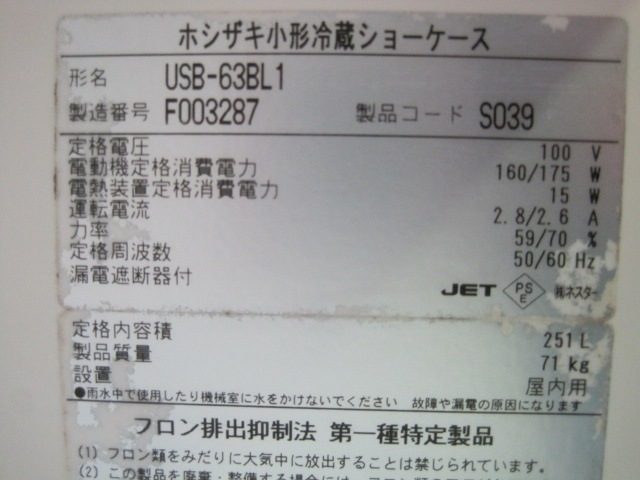 ホシザキ小形冷蔵ショーケース
形名 USB-63BL1
製造番号 F003287 製品コード S039
定格電圧 100 V
電動機定格消費電力 160/175 W
電熱装置定格消費電力 15 W
運転電流 2.8/2.6 A
力率 59/70 %
定格周波数 50/60 Hz
漏電遮断器付 JET PSE ㈱ネスター
定格内容積 251 L
製品質量 71 kg
設置 屋内用
●雨水中で使用したり機械室に水をかけないでください 故障や漏電の原因になります
フロン排出抑制法 第一種特定製品
(1) フロン類をみだりに大気中に放出することは禁じられています。
(2) この製品を廃棄・整備する場合には、フロン類の